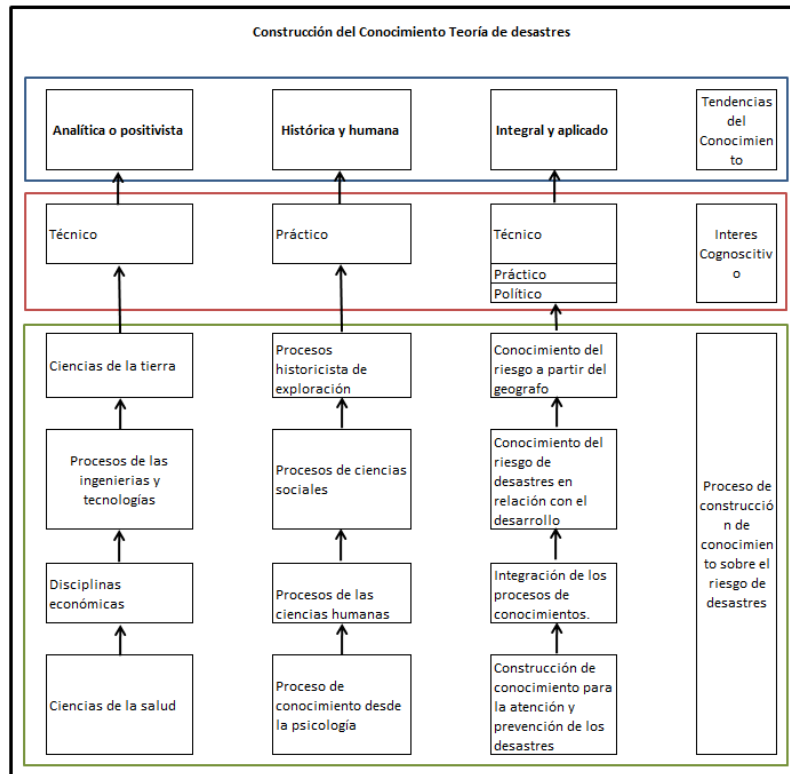 Construcción del Conocimiento Teoría de desastres
Analítica o positivista
Histórica y humana
Integral y aplicado
Tendencias
del
Conocimien
to
Técnico
Práctico
Técnico
Práctico
Político
Interes
Cognoscitiv
o
Ciencias de la tierra
Procesos
historicista de
exploración
Conocimiento del
riesgo a partir del
geografo
Procesos de las
ingenierias y
tecnologías
Procesos de ciencias
sociales
Conocimiento del
riesgo de
desastres en
relación con el
desarrollo
Disciplinas
económicas
Procesos de las
ciencias humanas
Integración de los
procesos de
conocimientos.
Ciencias de la salud
Proceso de
conocimiento desde
la psicología
Construcción de
conocimiento para
la atención y
prevención de los
desastres
Proceso de
construcció
n de
conocimien
to sobre el
riesgo de
desastres